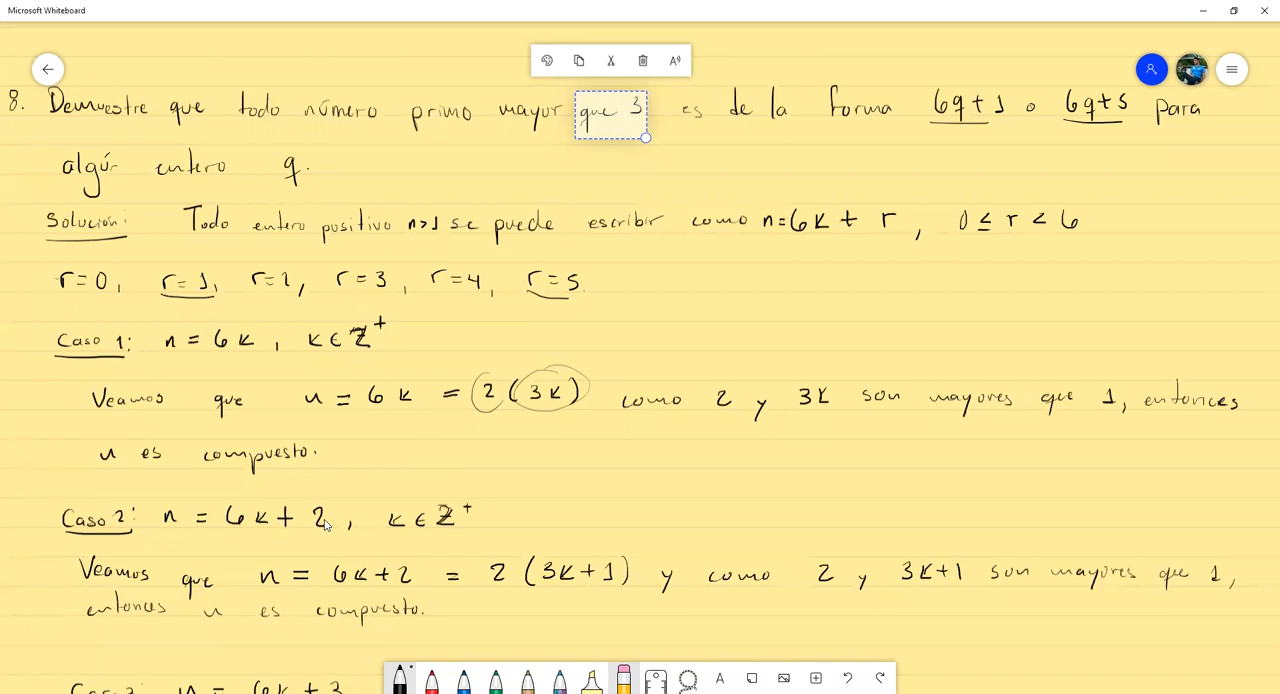 Microsoft Whiteboard
8. Demuestre que todo número primo mayor que 3 es de la forma 6q+1 o 6q+5 para
algún entero q.
Solución: Todo entero positivo n>1 se puede escribir como n=6k + r , 0 ≤ r < 6
r=0, r=1, r=2, r=3, r=4, r=5.
Caso 1: n = 6k , k∈Z⁺
Veamos que n = 6k = 2(3k) como 2 y 3k son mayores que 1, entonces
n es compuesto.
Caso 2: n = 6k+2, k∈Z⁺
Veamos que n = 6k+2 = 2(3k+1) y como 2 y 3k+1 son mayores que 1,
entonces n es compuesto.
Caso 3: n = 6k+3